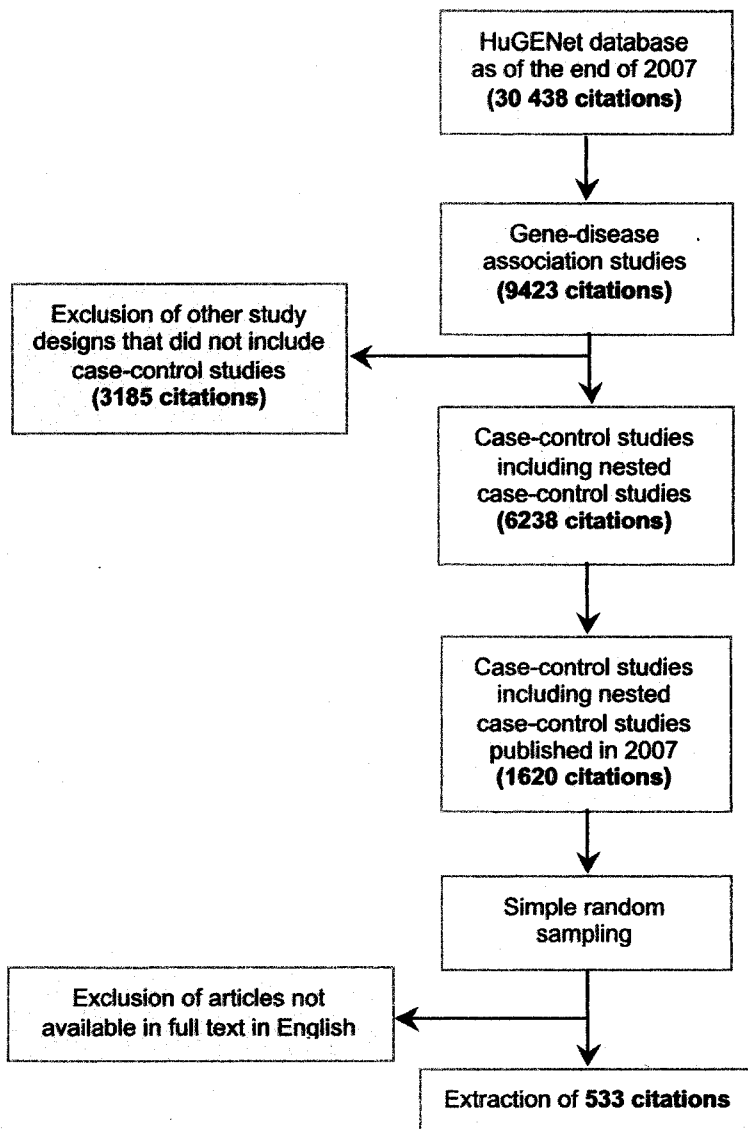 HuGENet database
as of the end of 2007
(30 438 citations)
Gene-disease
association studies
(9423 citations)
Exclusion of other study
designs that did not include
case-control studies
(3185 citations)
Case-control studies
including nested
case-control studies
(6238 citations)
Case-control studies
including nested
case-control studies
published in 2007
(1620 citations)
Simple random
sampling
Exclusion of articles not
available in full text in English
Extraction of 533 citations